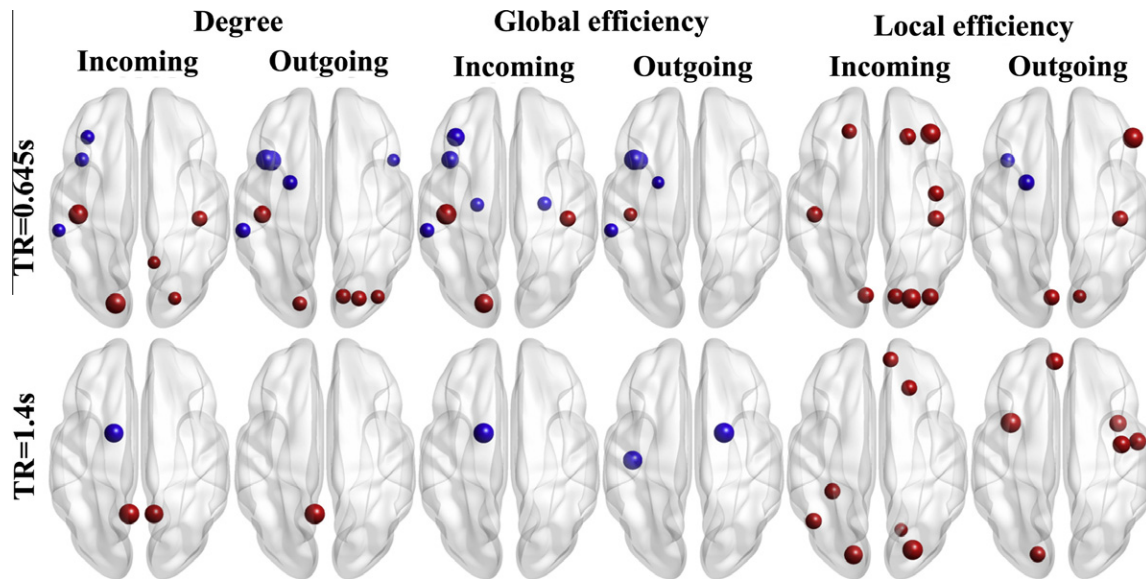 Degree Global efficiency Local efficiency
Incoming Outgoing Incoming Outgoing Incoming Outgoing
TR=0.645s
TR=1.4s